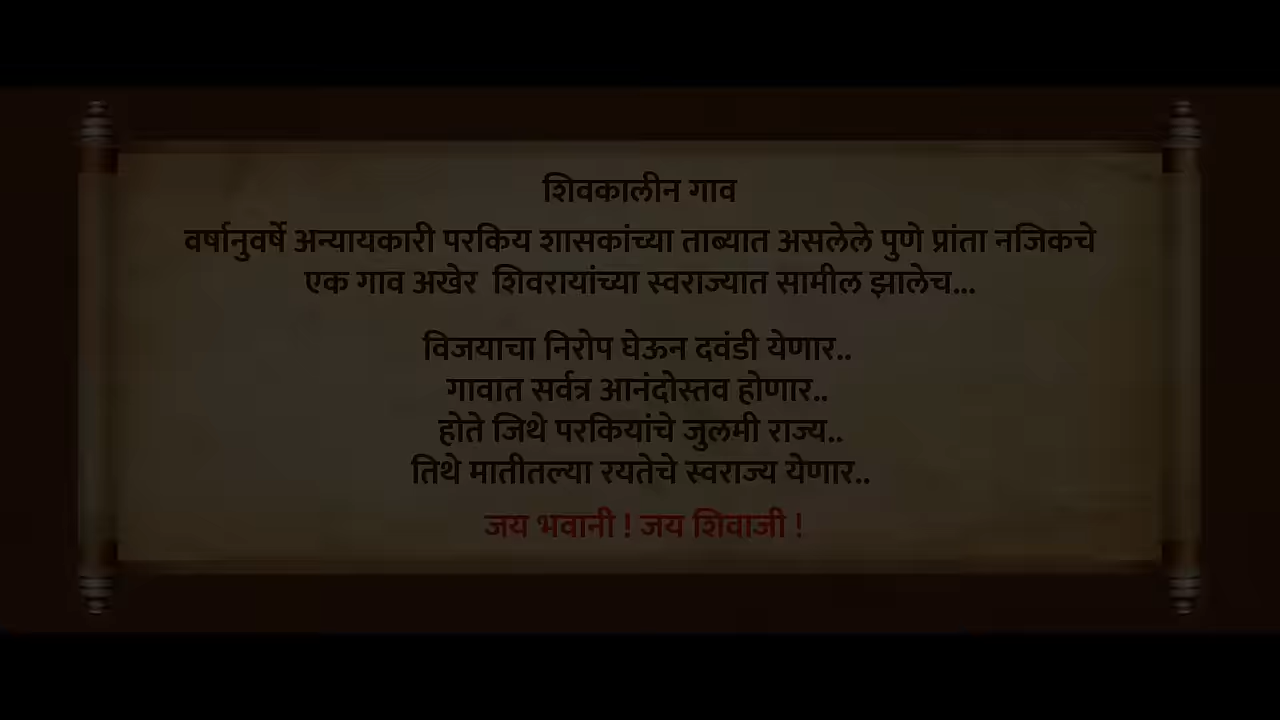 शिवकालीन गाव
वर्षानुवर्षे अन्यायकारी परकिय शासकांच्या ताब्यात असलेले पुणे प्रांता नजिकचे
एक गाव अखेर शिवरायांच्या स्वराज्यात सामील झालेच...
विजयाचा निरोप घेऊन दवंडी येणार..
गावात सर्वत्र आनंदोस्तव होणार..
होते जिथे परकियांचे जुलमी राज्य..
तिथे मातीतल्या रयतेचे स्वराज्य येणार..
जय भवानी ! जय शिवाजी !